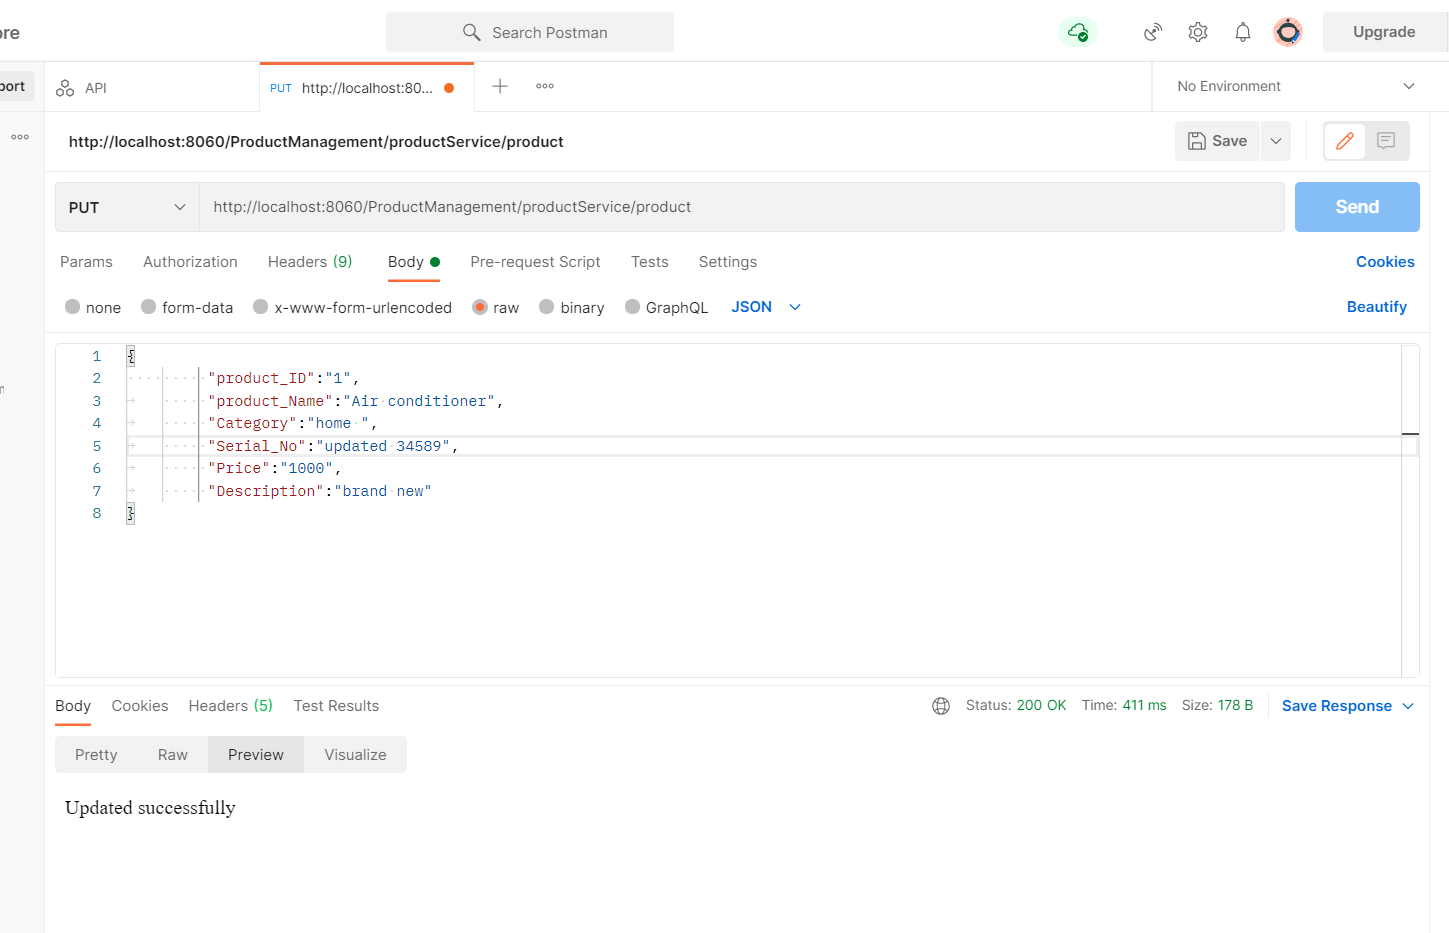 ore
Search Postman
Upgrade
port
API
PUT http://localhost:80...
No Environment
http://localhost:8060/ProductManagement/productService/product
Save
PUT
http://localhost:8060/ProductManagement/productService/product
Send
Params
Authorization
Headers (9)
Body
Pre-request Script
Tests
Settings
Cookies
none
form-data
x-www-form-urlencoded
raw
binary
GraphQL
JSON
Beautify
1 {
2 "product_ID":"1",
3 "product_Name":"Air conditioner",
4 "Category":"home ",
5 "Serial_No":"updated 34589",
6 "Price":"1000",
7 "Description":"brand new"
8 }
Body
Cookies
Headers (5)
Test Results
Status: 200 OK
Time: 411 ms
Size: 178 B
Save Response
Pretty
Raw
Preview
Visualize
Updated successfully